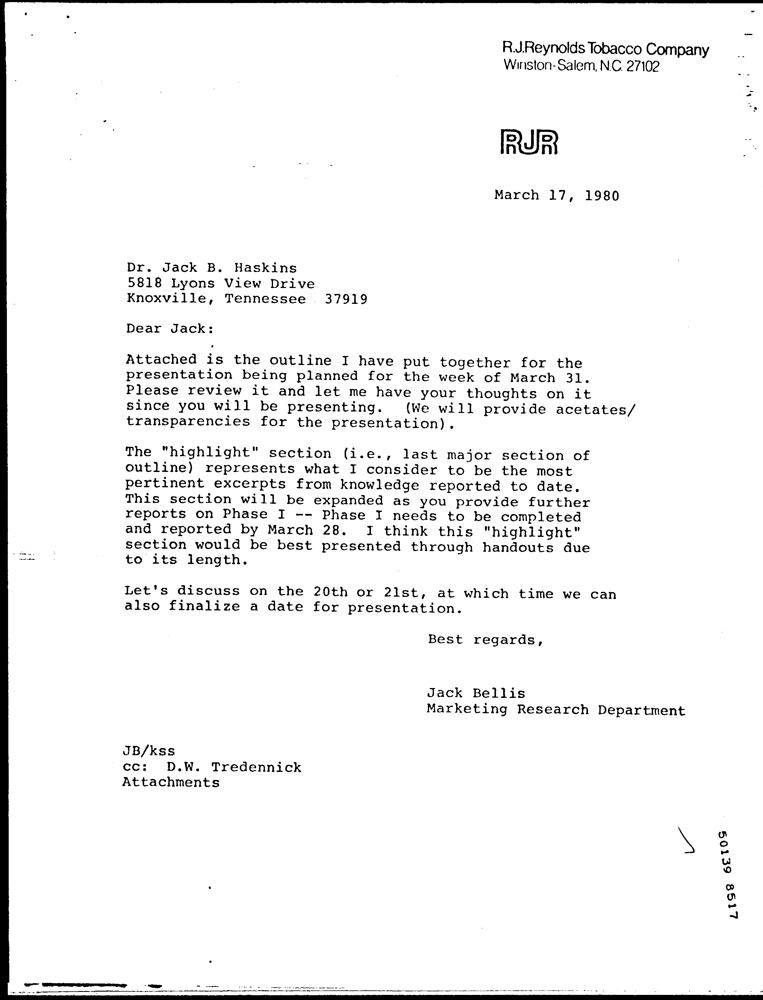 R.J.Reynolds Tobacco Company
Winston-Salem, N.C. 27102
RJR
March 17, 1980
Dr. Jack B. Haskins
5818 Lyons View Drive
Knoxville, Tennessee 37919
Dear Jack:
Attached is the outline I have put together for the
presentation being planned for the week of March 31.
Please review it and let me have your thoughts on it
since you will be presenting. (We will provide acetates/
transparencies for the presentation).
The "highlight" section (i.e., last major section of
outline) represents what I consider to be the most
pertinent excerpts from knowledge reported to date.
This section will be expanded as you provide further
reports on Phase I -- Phase I needs to be completed
and reported by March 28. I think this "highlight"
section would be best presented through handouts due
to its length.
Let's discuss on the 20th or 21st, at which time we can
also finalize a date for presentation.
Best regards,
Jack Bellis
Marketing Research Department
JB/kss
cc: D.W. Tredennick
Attachments
50139 8517